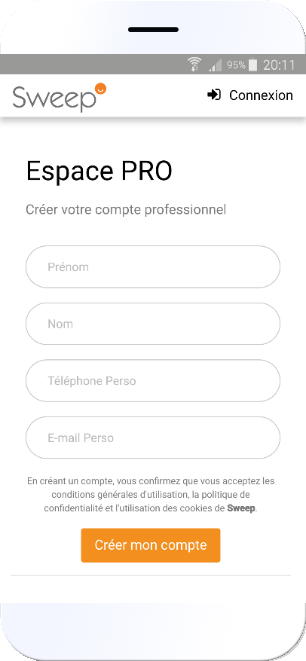 95% 20:11
Sweep Connexion
Espace PRO
Créer votre compte professionnel
Prénom
Nom
Téléphone Perso
E-mail Perso
En créant un compte, vous confirmez que vous acceptez les
conditions générales d'utilisation, la politique de
confidentialité et l'utilisation des cookies de Sweep.
Créer mon compte